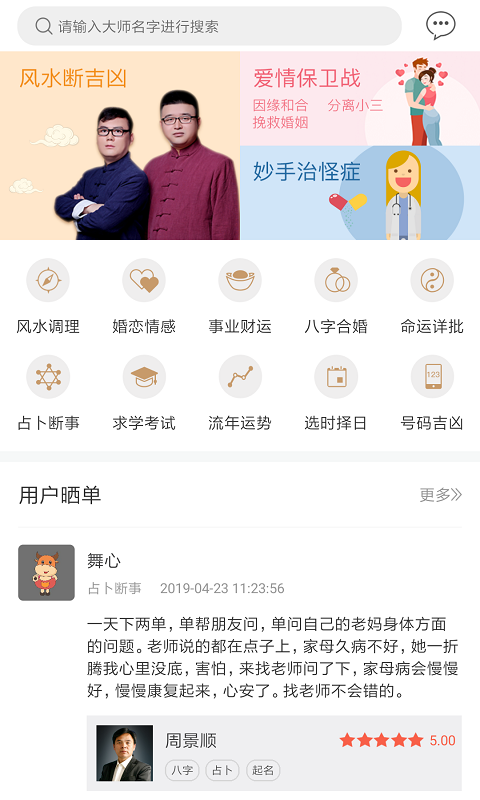 请输入大师名字进行搜索
风水断吉凶
爱情保卫战
因缘和合 分离小三
挽救婚姻
妙手治怪症
风水调理 婚恋情感 事业财运 八字合婚 命运详批
123
占卜断事 求学考试 流年运势 选时择日 号码吉凶
用户晒单 更多
舞心
占卜断事 2019-04-23 11:23:56
一天下两单，单帮朋友问，单问自己的老妈身体方面
的问题。老师说的都在点子上，家母久病不好，她一折
腾我心里没底，害怕，来找老师问了下，家母病会慢慢
好，慢慢康复起来，心安了。找老师不会错的。
周景顺 5.00
八字 占卜 起名